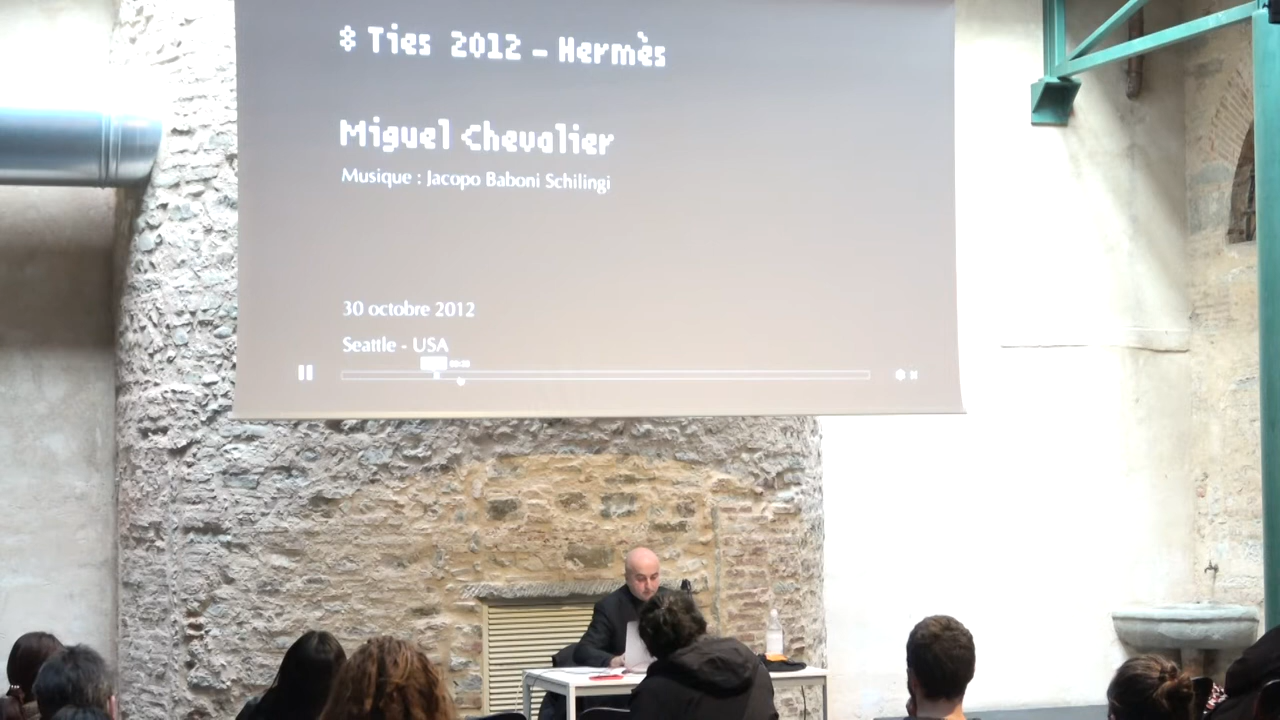 Ties 2012 – Hermès
Miguel Chevalier
Musique : Jacopo Baboni Schilingi
30 octobre 2012
Seattle - USA